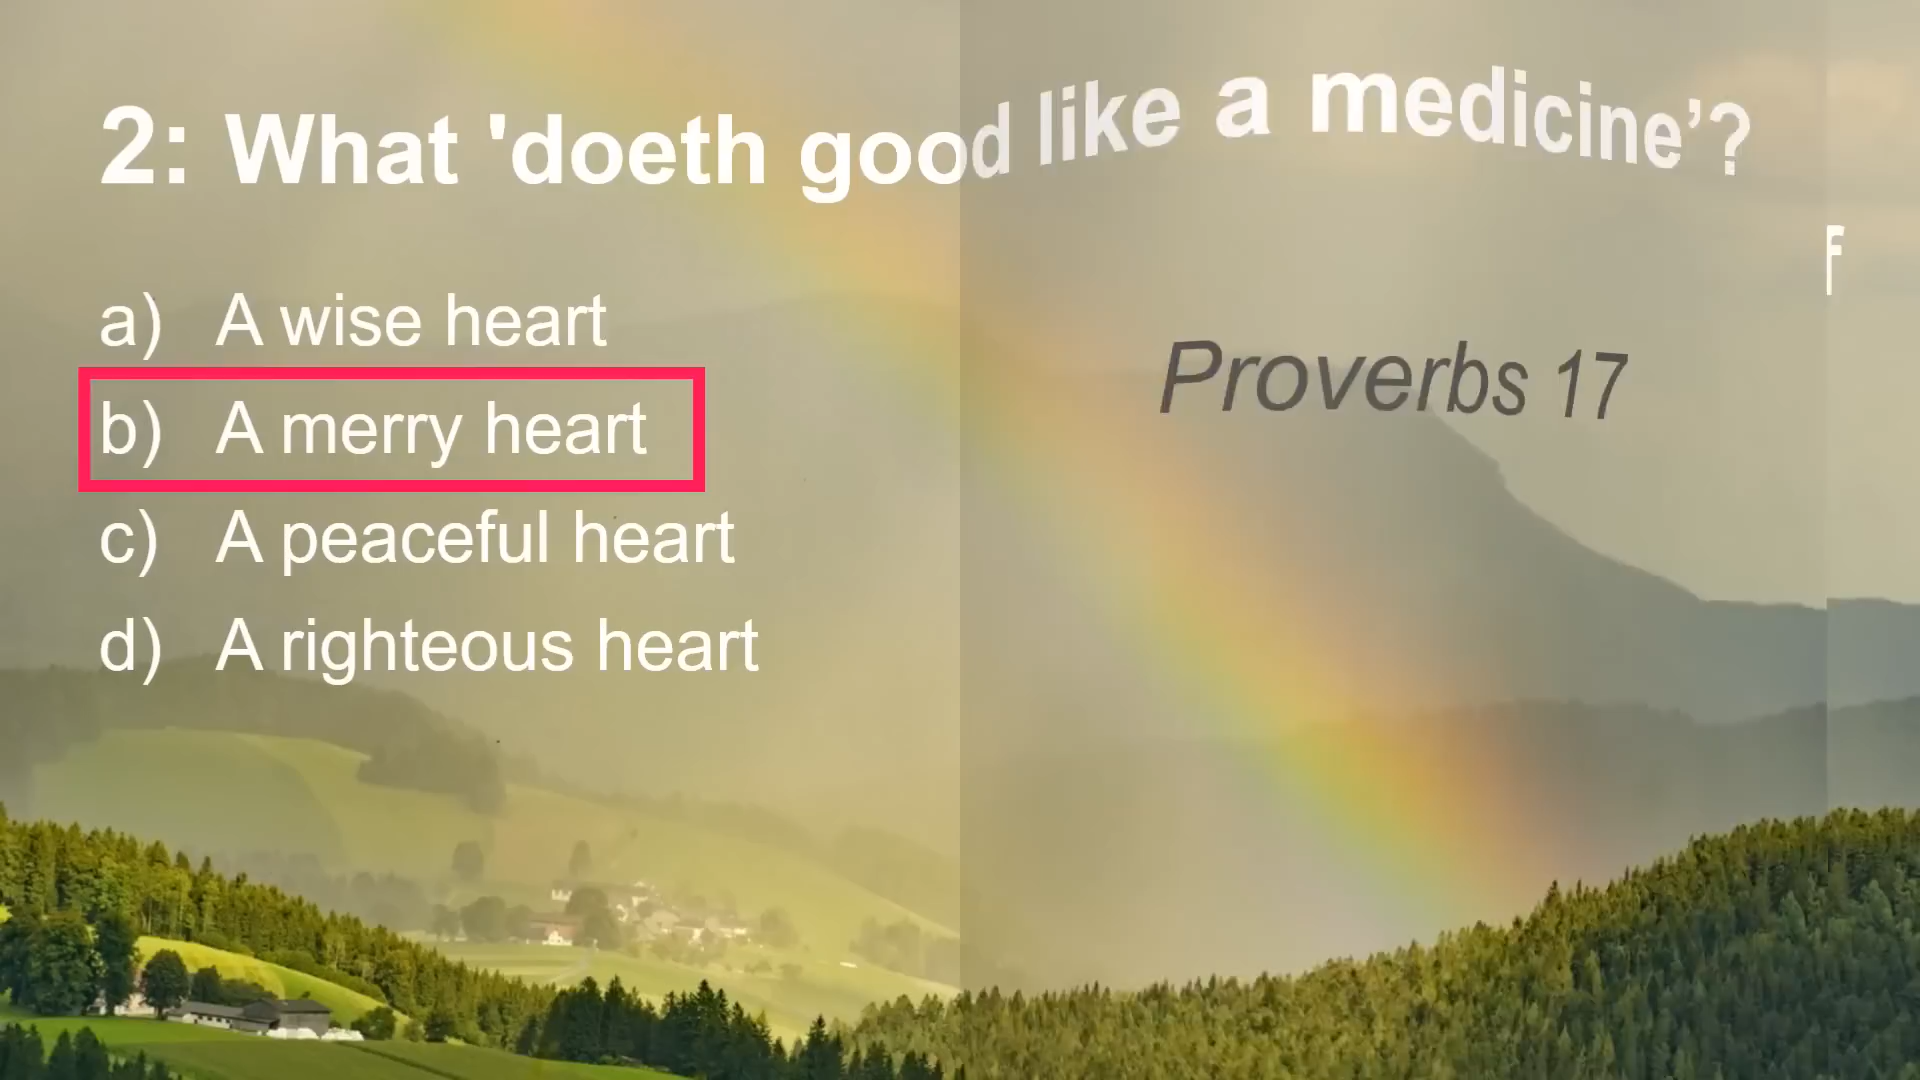 2: What 'doeth good like a medicine’?
f
a) A wise heart
Proverbs 17
b) A merry heart
c) A peaceful heart
d) A righteous heart